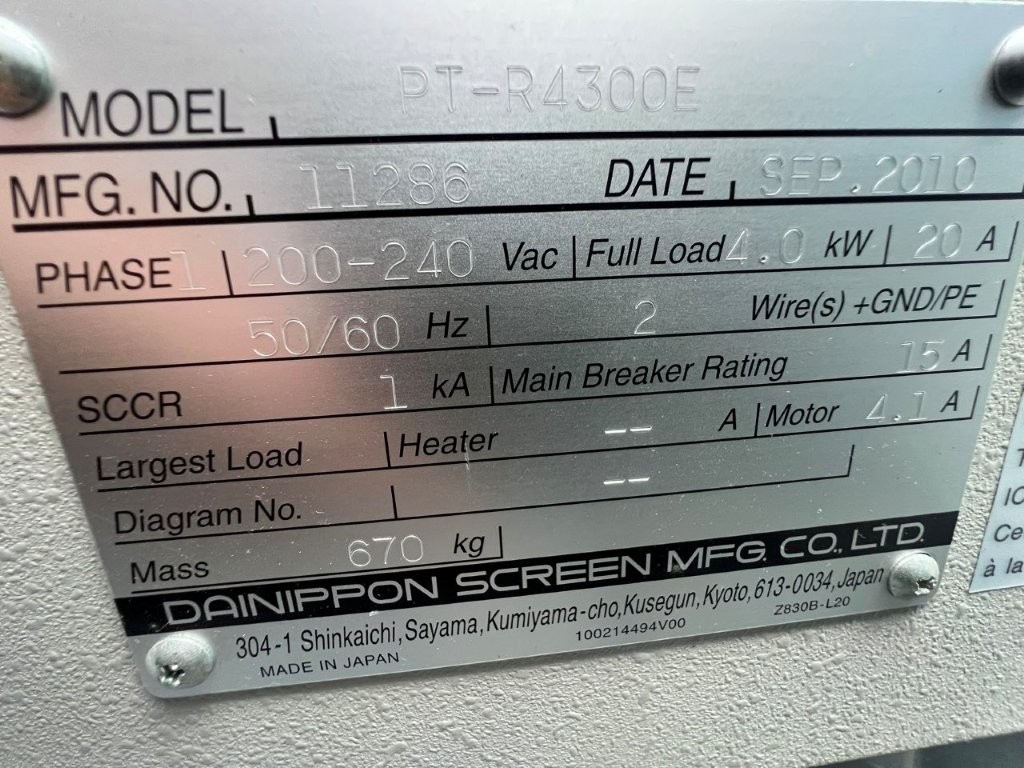 MODEL PT-R4300E
MFG. NO. 11286 DATE SEP.2010
PHASE 1 200-240 Vac Full Load 4.0 kW 20 A
50/60 Hz 2 Wire(s) +GND/PE
SCCR 1 kA Main Breaker Rating 15 A
Largest Load Heater -- A Motor 4.1 A
Diagram No. --
Mass 670 kg
DAINIPPON SCREEN MFG. CO., LTD.
304-1 Shinkaichi, Sayama, Kumiyama-cho, Kusegun, Kyoto, 613-0034, Japan
MADE IN JAPAN 100214494V00 Z830B-L20
IC
Ce
à la